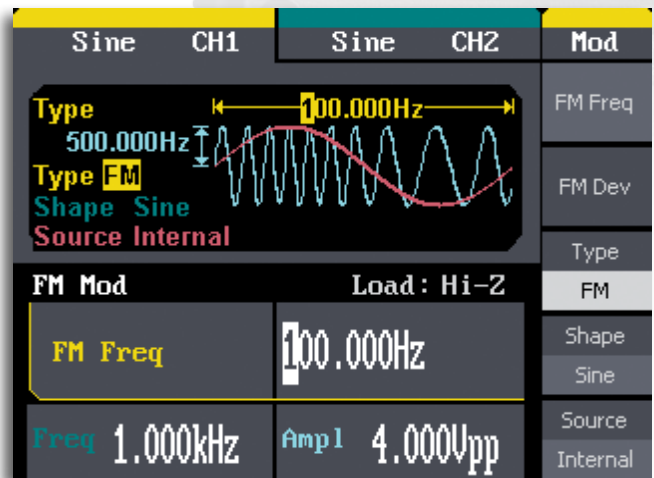 Sine CH1 Sine CH2 Mod
Type 100.000Hz
500.000Hz
Type FM
Shape Sine
Source Internal
FM Mod Load: Hi-Z
FM Freq 100.000Hz
Freq 1.000kHz Ampl 4.000Vpp
FM Freq
FM Dev
Type
FM
Shape
Sine
Source
Internal